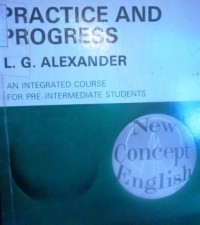 PRACTICE AND
PROGRESS
L. G. ALEXANDER
AN INTEGRATED COURSE
FOR PRE-INTERMEDIATE STUDENTS
New
Concept
English